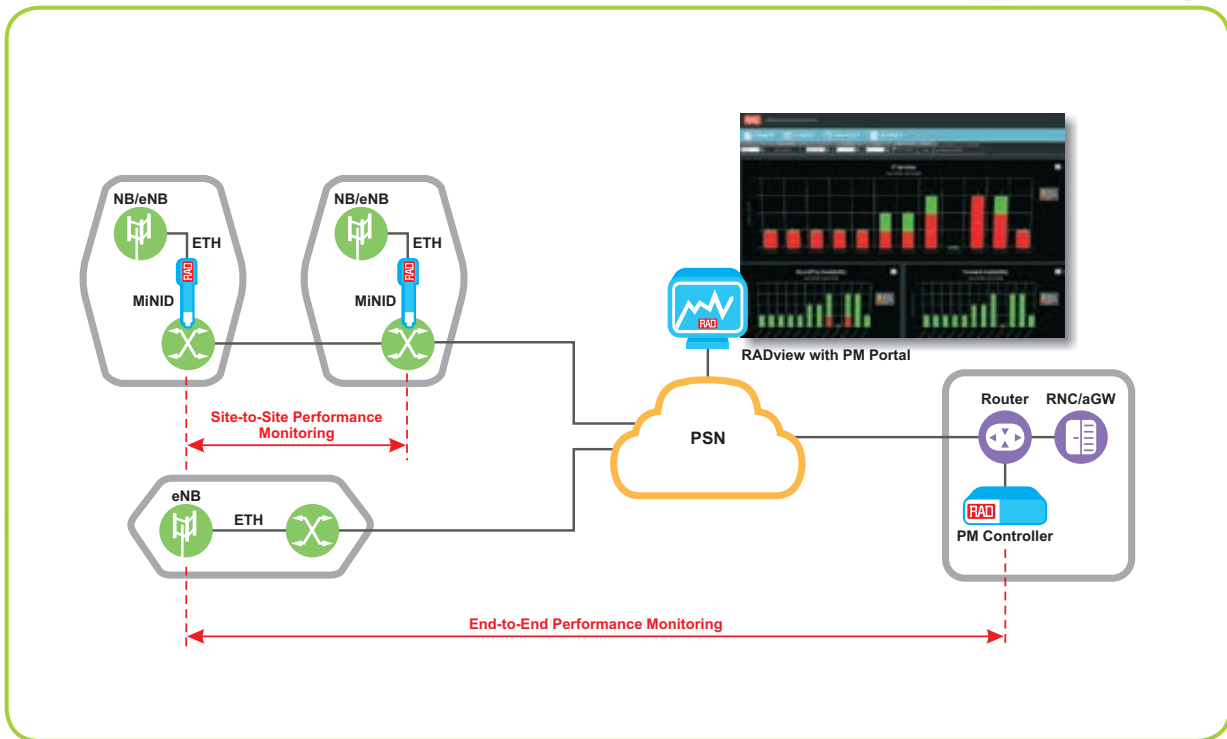 NB/eNB
ETH
RAD
MiNID
NB/eNB
ETH
RAD
MiNID
Site-to-Site Performance
Monitoring
eNB
ETH
RAD
RAD
RADview with PM Portal
PSN
Router
RNC/aGW
RAD
PM Controller
End-to-End Performance Monitoring